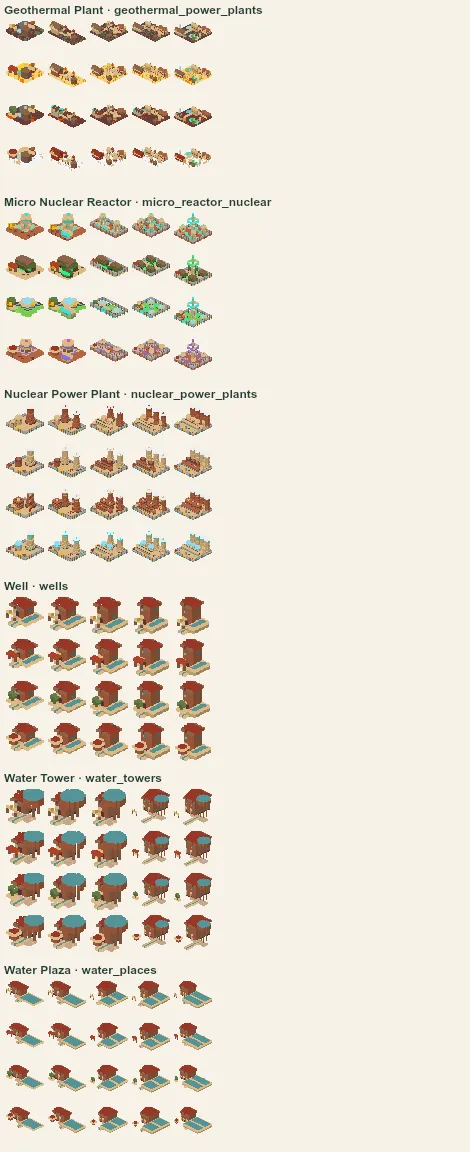 Geothermal Plant · geothermal_power_plants
Micro Nuclear Reactor · micro_reactor_nuclear
Nuclear Power Plant · nuclear_power_plants
Well · wells
Water Tower · water_towers
Water Plaza · water_places